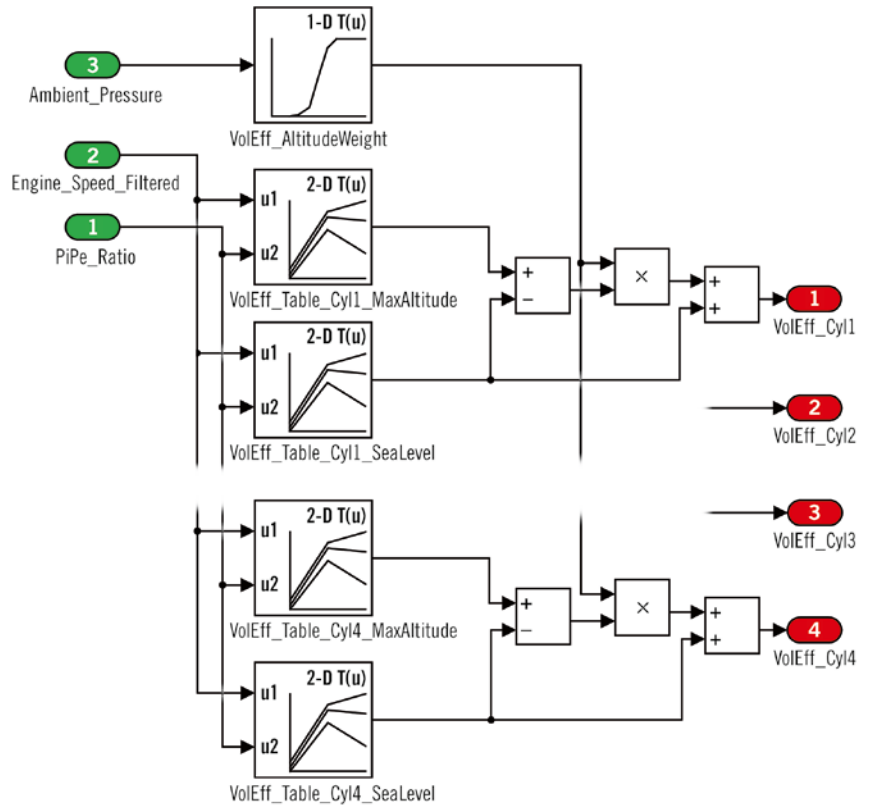 1-D T(u)
3
Ambient_Pressure
VolEff_AltitudeWeight
2
Engine_Speed_Filtered
2-D T(u)
u1
1
u2
PiPe_Ratio
VolEff_Table_Cyl1_MaxAltitude
+
−
×
+
+
1
VolEff_Cyl1
2-D T(u)
u1
u2
VolEff_Table_Cyl1_SeaLevel
2
VolEff_Cyl2
2-D T(u)
u1
u2
VolEff_Table_Cyl4_MaxAltitude
3
VolEff_Cyl3
+
−
×
+
+
4
VolEff_Cyl4
2-D T(u)
u1
u2
VolEff_Table_Cyl4_SeaLevel